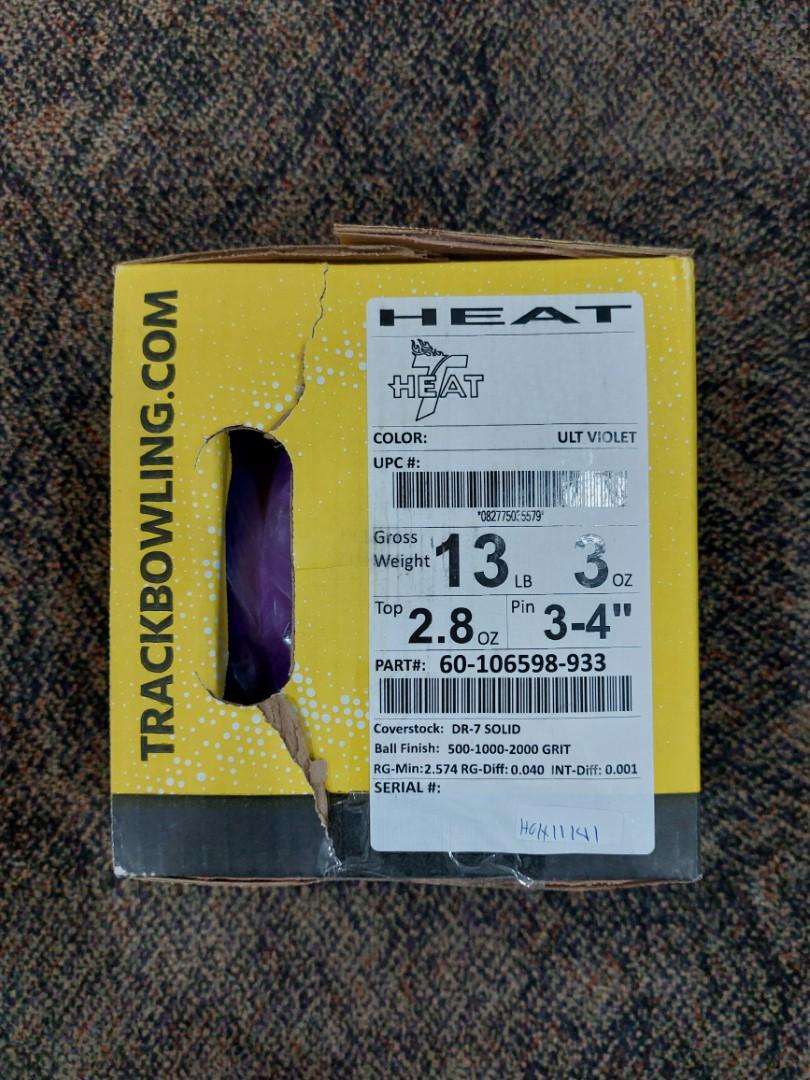 TRACKBOWLING.COM
HEAT
T
HEAT
COLOR: ULT VIOLET
UPC #:
Gross
Weight 13 LB 3 OZ
Top 2.8 OZ Pin 3-4"
PART#: 60-106598-933
Coverstock: DR-7 SOLID
Ball Finish: 500-1000-2000 GRIT
RG-Min:2.574 RG-Diff: 0.040 INT-Diff: 0.001
SERIAL #: